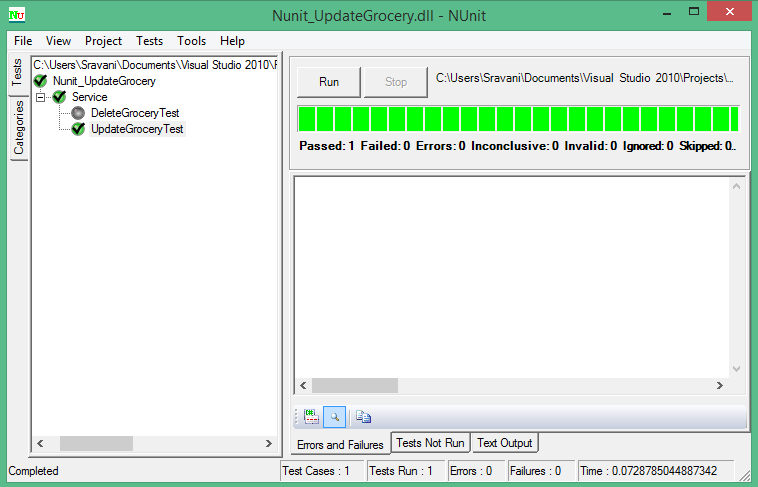 NU
Nunit_UpdateGrocery.dll - NUnit
File View Project Tests Tools Help
Tests
Categories
C:\Users\Sravani\Documents\Visual Studio 2010\
Nunit_UpdateGrocery
Service
DeleteGroceryTest
UpdateGroceryTest
Run
Stop
C:\Users\Sravani\Documents\Visual Studio 2010\Projects\...
Passed: 1 Failed: 0 Errors: 0 Inconclusive: 0 Invalid: 0 Ignored: 0 Skipped: 0..
Errors and Failures
Tests Not Run
Text Output
Completed
Test Cases : 1
Tests Run : 1
Errors : 0
Failures : 0
Time : 0.0728785044887342